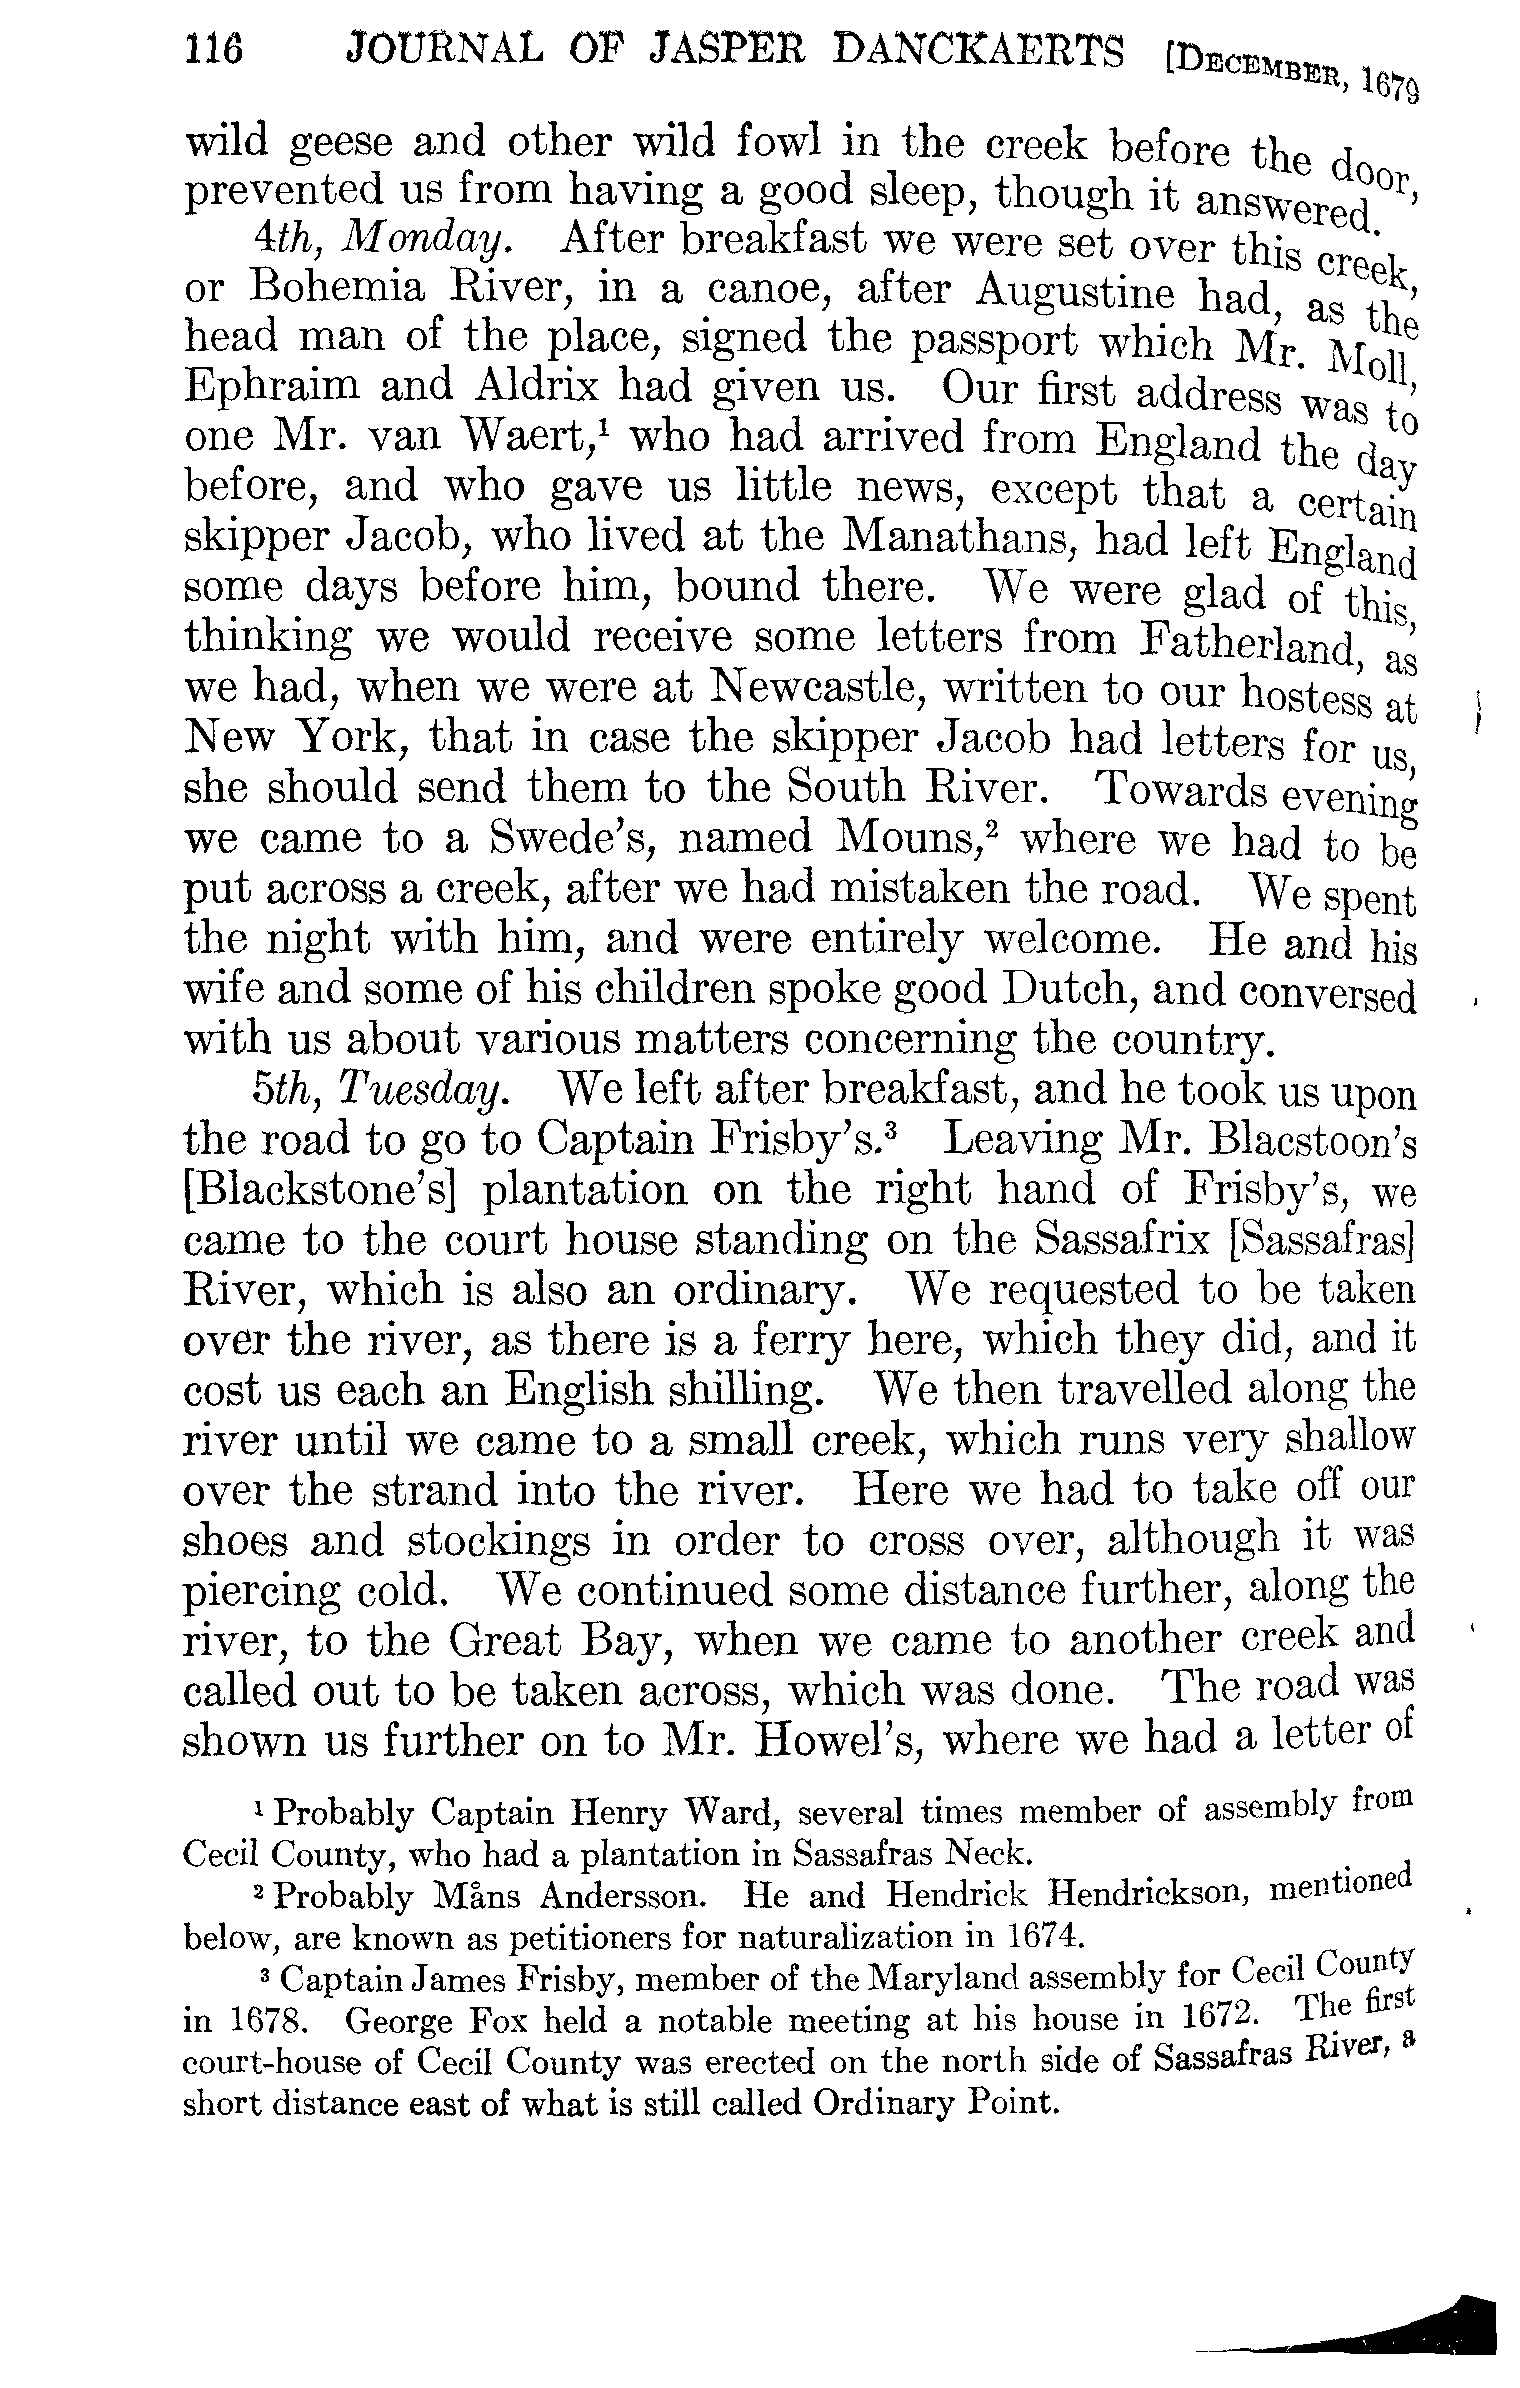 116 JOURNAL OF JASPER DANCKAERTS [DECEMBER, 1679
wild geese and other wild fowl in the creek before the door,
prevented us from having a good sleep, though it answered.
4th, Monday. After breakfast we were set over this creek,
or Bohemia River, in a canoe, after Augustine had, as the
head man of the place, signed the passport which Mr. Moll,
Ephraim and Aldrix had given us. Our first address was to
one Mr. van Waert,¹ who had arrived from England the day
before, and who gave us little news, except that a certain
skipper Jacob, who lived at the Manathans, had left England
some days before him, bound there. We were glad of this,
thinking we would receive some letters from Fatherland, as
we had, when we were at Newcastle, written to our hostess at
New York, that in case the skipper Jacob had letters for us,
she should send them to the South River. Towards evening
we came to a Swede's, named Mouns,² where we had to be
put across a creek, after we had mistaken the road. We spent
the night with him, and were entirely welcome. He and his
wife and some of his children spoke good Dutch, and conversed
with us about various matters concerning the country.
5th, Tuesday. We left after breakfast, and he took us upon
the road to go to Captain Frisby's.³ Leaving Mr. Blacstoon's
[Blackstone's] plantation on the right hand of Frisby's, we
came to the court house standing on the Sassafrix [Sassafras]
River, which is also an ordinary. We requested to be taken
over the river, as there is a ferry here, which they did, and it
cost us each an English shilling. We then travelled along the
river until we came to a small creek, which runs very shallow
over the strand into the river. Here we had to take off our
shoes and stockings in order to cross over, although it was
piercing cold. We continued some distance further, along the
river, to the Great Bay, when we came to another creek and
called out to be taken across, which was done. The road was
shown us further on to Mr. Howel's, where we had a letter of
¹ Probably Captain Henry Ward, several times member of assembly from
Cecil County, who had a plantation in Sassafras Neck.
² Probably Måns Andersson. He and Hendrick Hendrickson, mentioned
below, are known as petitioners for naturalization in 1674.
³ Captain James Frisby, member of the Maryland assembly for Cecil County
in 1678. George Fox held a notable meeting at his house in 1672. The first
court-house of Cecil County was erected on the north side of Sassafras River, a
short distance east of what is still called Ordinary Point.